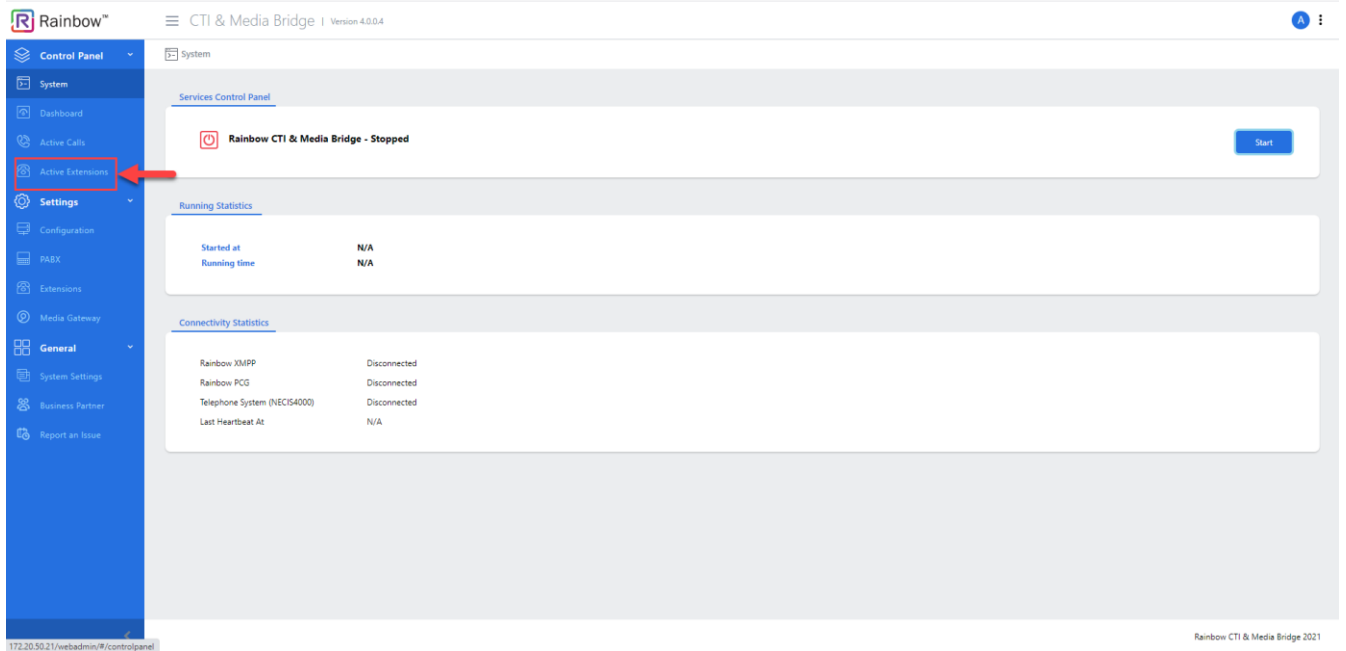 Rainbow™
CTI & Media Bridge | Version 4.0.0.4
A
Control Panel
System
Dashboard
Active Calls
Active Extensions
Settings
Configuration
PABX
Extensions
Media Gateway
General
System Settings
Business Partner
Report an Issue
System
Services Control Panel
Rainbow CTI & Media Bridge - Stopped
Start
Running Statistics
Started at N/A
Running time N/A
Connectivity Statistics
Rainbow XMPP Disconnected
Rainbow PCG Disconnected
Telephone System (NECIS4000) Disconnected
Last Heartbeat At N/A
Rainbow CTI & Media Bridge 2021
172.20.50.21/webadmin/#/controlpanel